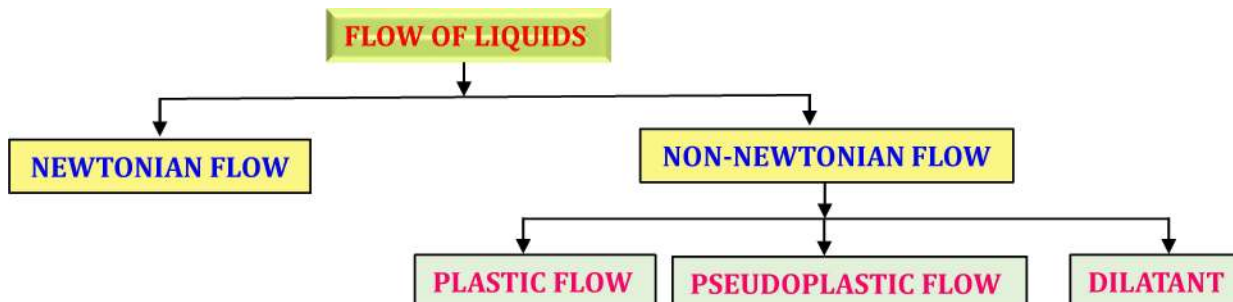 FLOW OF LIQUIDS
NEWTONIAN FLOW
NON-NEWTONIAN FLOW
PLASTIC FLOW
PSEUDOPLASTIC FLOW
DILATANT